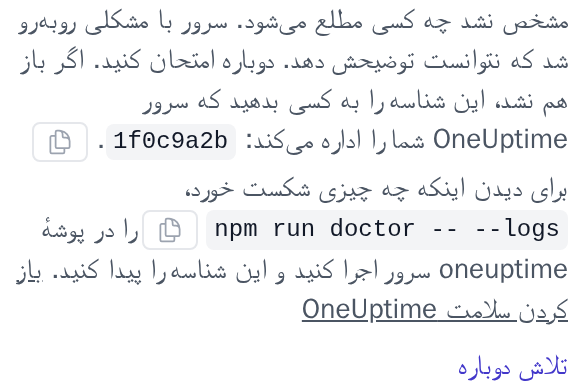 مشخص نشد چه کسی مطلع می‌شود. سرور با مشکلی روبه‌رو
شد که نتوانست توضیحش دهد. دوباره امتحان کنید. اگر باز
هم نشد، این شناسه را به کسی بدهید که سرور
OneUptime شما را اداره می‌کند: 1f0c9a2b .
برای دیدن اینکه چه چیزی شکست خورد،
npm run doctor -- --logs را در پوشهٔ
oneuptime سرور اجرا کنید و این شناسه را پیدا کنید. باز
کردن سلامت OneUptime
تلاش دوباره